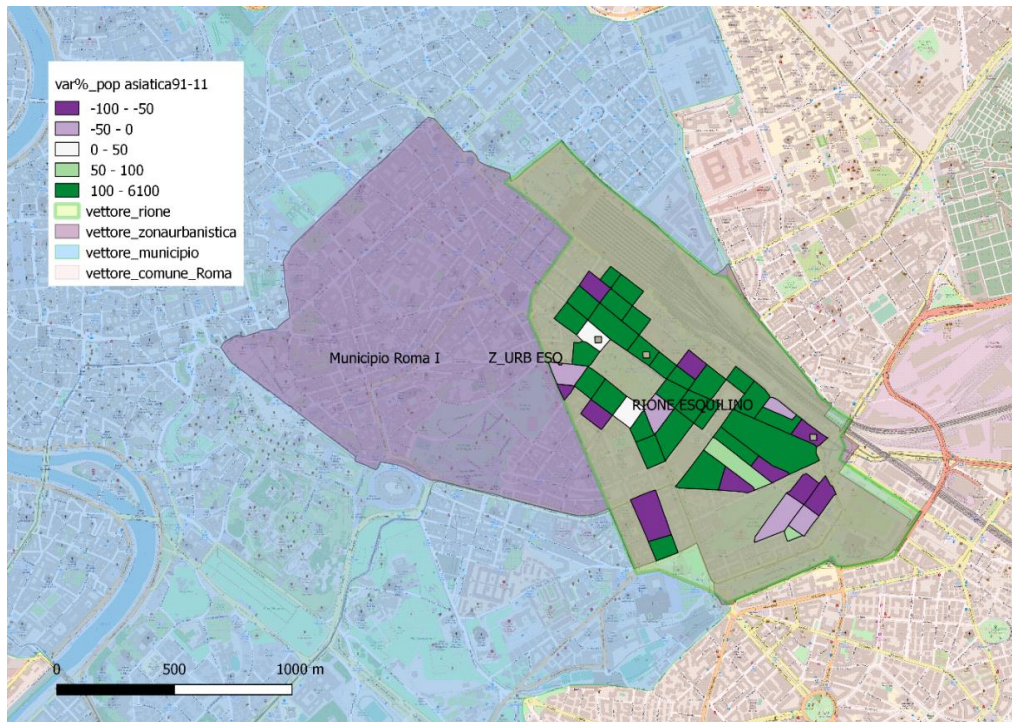 var%_pop asiatica91-11
-100 - -50
-50 - 0
0 - 50
50 - 100
100 - 6100
vettore_rione
vettore_zonaurbanistica
vettore_municipio
vettore_comune_Roma
Municipio Roma I
Z_URB ESQ
RIONE ESQUILINO
0 500 1000 m